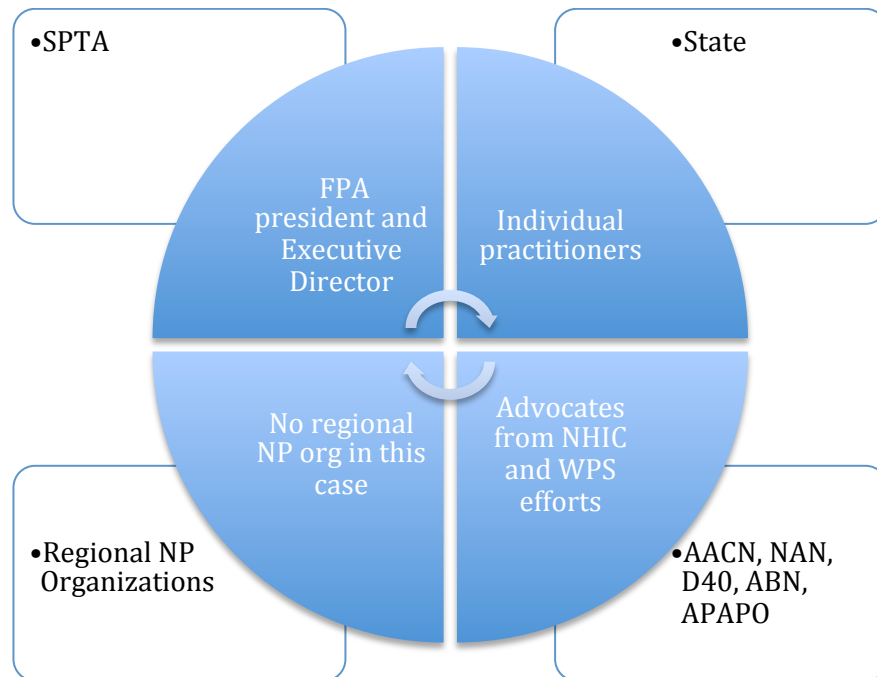 •SPTA
•State
FPA
president and
Executive
Director
Individual
practitioners
No regional
NP org in this
case
Advocates
from NHIC
and WPS
efforts
•Regional NP
Organizations
•AACN, NAN,
D40, ABN,
APAPO